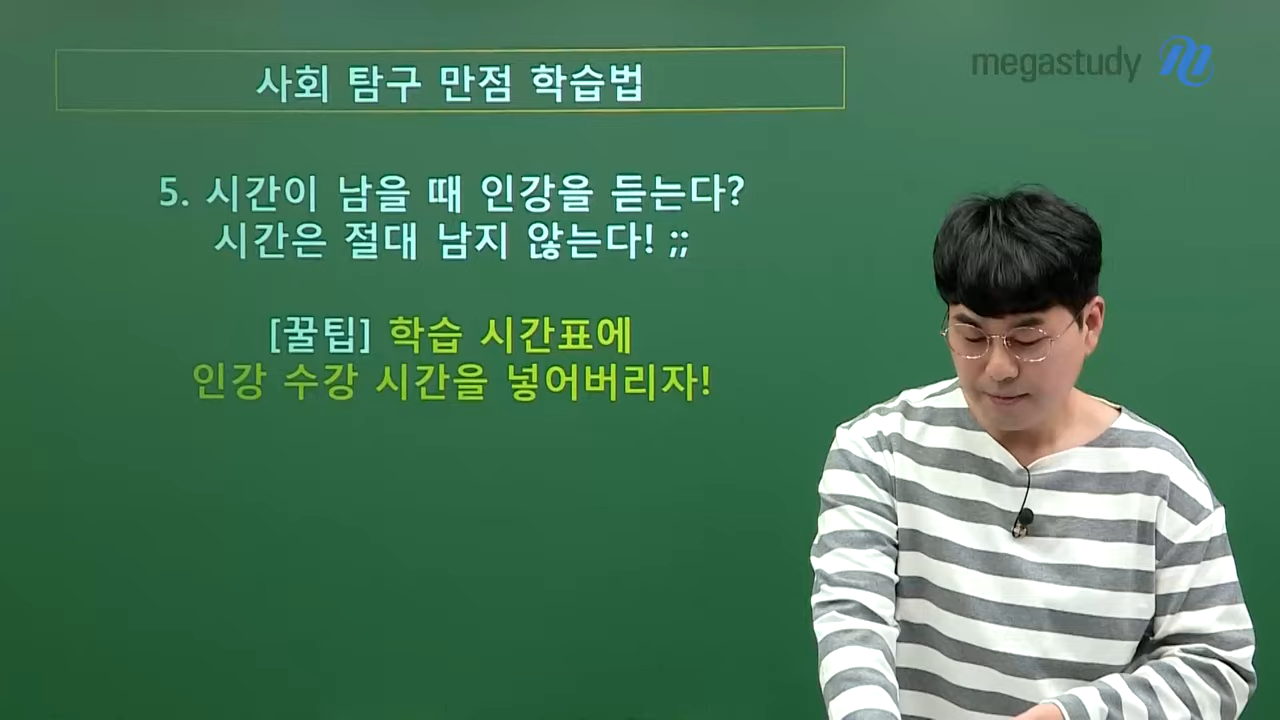 사회 탐구 만점 학습법
megastudy
5. 시간이 남을 때 인강을 듣는다?
시간은 절대 남지 않는다! ;;
[꿀팁] 학습 시간표에
인강 수강 시간을 넣어버리자!